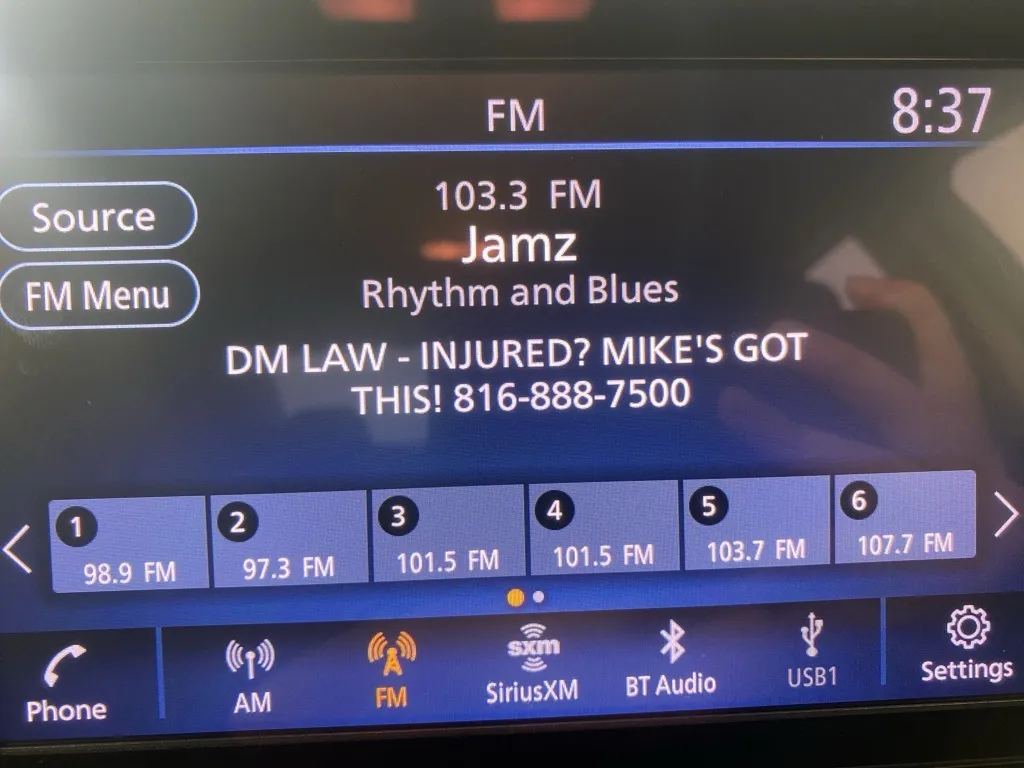 FM
8:37
Source
FM Menu
103.3 FM
Jamz
Rhythm and Blues
DM LAW - INJURED? MIKE'S GOT
THIS! 816-888-7500
1
98.9 FM
2
97.3 FM
3
101.5 FM
4
101.5 FM
5
103.7 FM
6
107.7 FM
Phone
AM
FM
sxm
SiriusXM
BT Audio
USB1
Settings